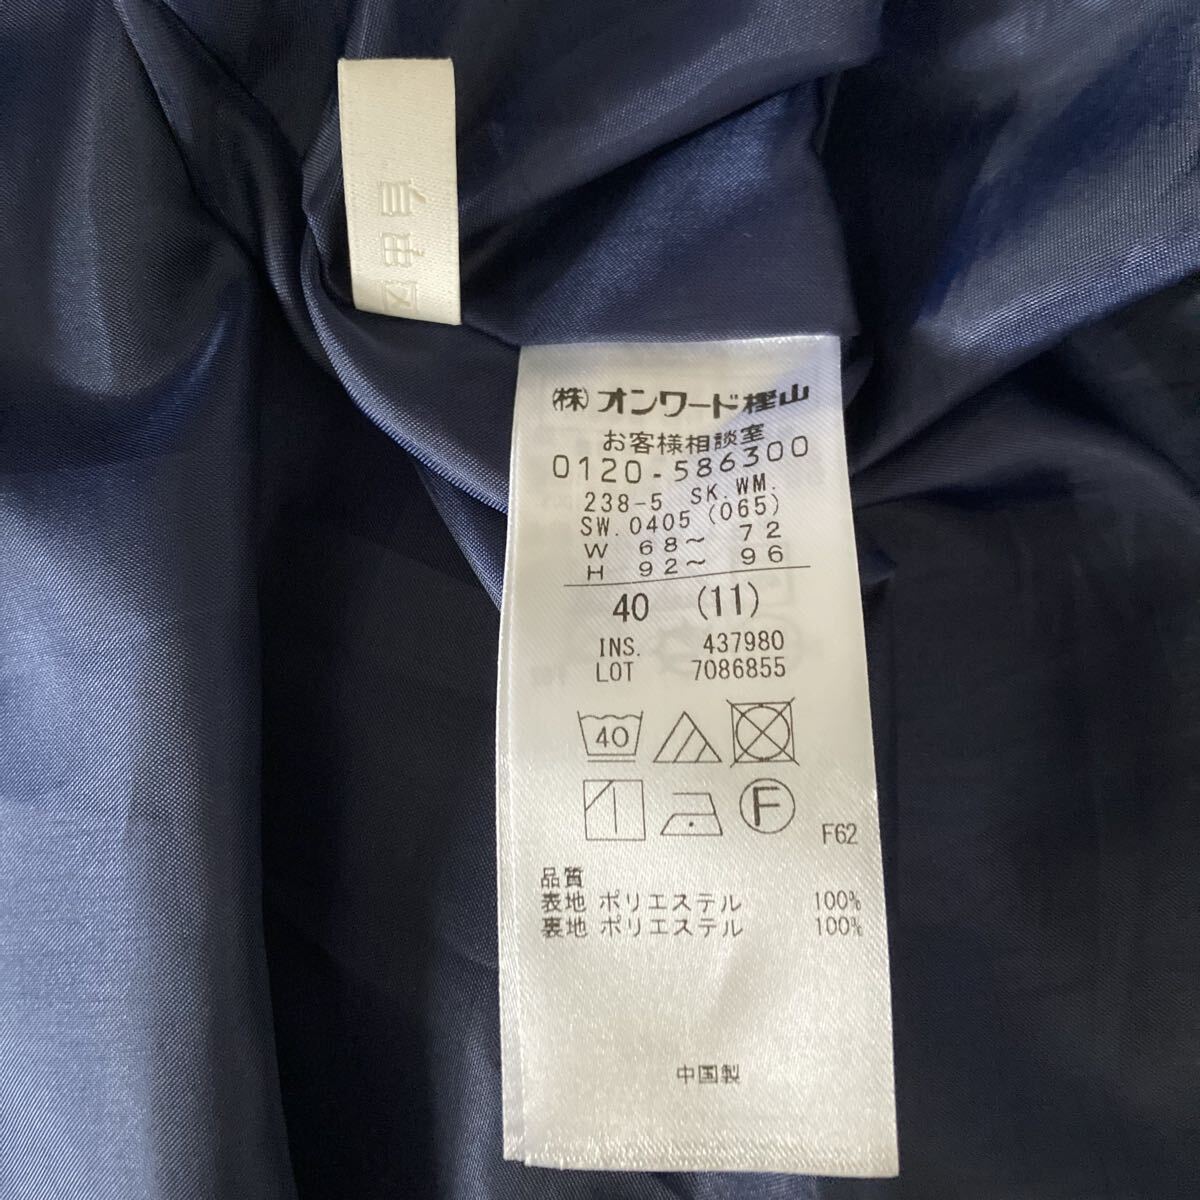 自由区
㈱オンワード樫山
お客様相談室
0120-586300
238-5 SK.WM.
SW.0405 (065)
W 68～ 72
H 92～ 96
40 (11)
INS. 437980
LOT 7086855
40
F
F62
品質
表地 ポリエステル 100%
裏地 ポリエステル 100%
中国製